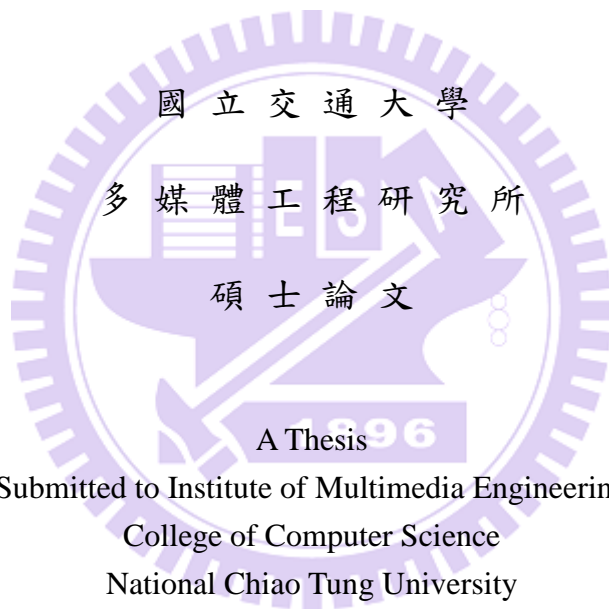 國立交通大學
多媒體工程研究所
碩士論文
ESA
1896
A Thesis
Submitted to Institute of Multimedia Engineerin
College of Computer Science
National Chiao Tung University